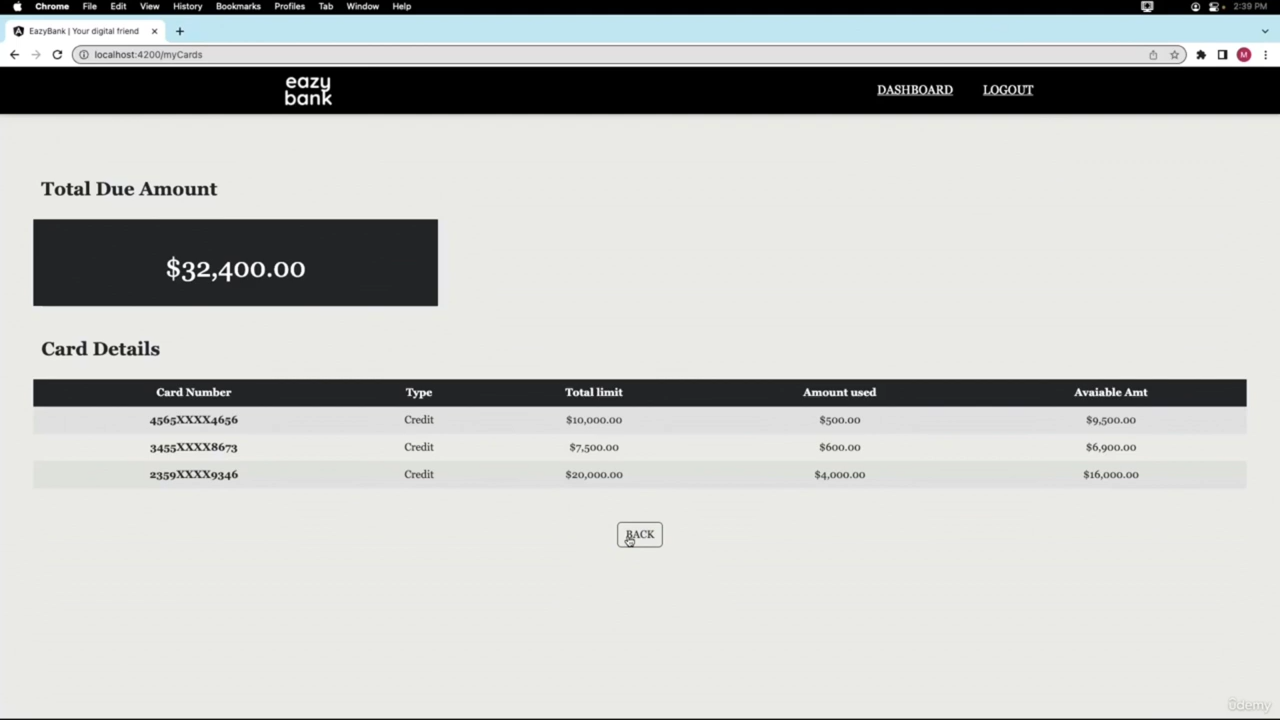 Chrome File Edit View History Bookmarks Profiles Tab Window Help 2:39 PM
EazyBank | Your digital friend
localhost:4200/myCards
M
eazy
bank
DASHBOARD LOGOUT
Total Due Amount
$32,400.00
Card Details
Card Number Type Total limit Amount used Avaiable Amt
4565XXXX4656 Credit $10,000.00 $500.00 $9,500.00
3455XXXX8673 Credit $7,500.00 $600.00 $6,900.00
2359XXXX9346 Credit $20,000.00 $4,000.00 $16,000.00
BACK
ûdemy